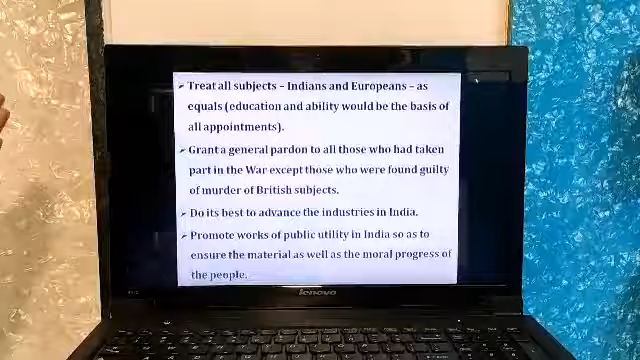 ➢ Treat all subjects – Indians and Europeans – as
equals (education and ability would be the basis of
all appointments).
➢ Grant a general pardon to all those who had taken
part in the War except those who were found guilty
of murder of British subjects.
➢ Do its best to advance the industries in India.
➢ Promote works of public utility in India so as to
ensure the material as well as the moral progress of
the people.
lenovo